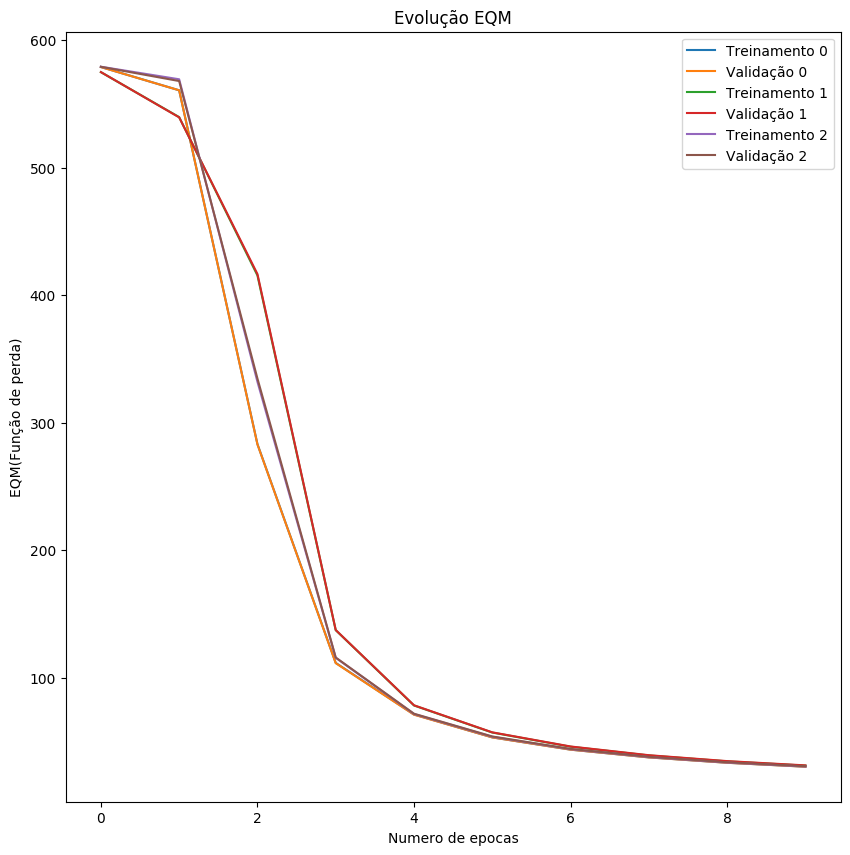 Evolução EQM
600
500
400
300
200
100
EQM(Função de perda)
Treinamento 0
Validação 0
Treinamento 1
Validação 1
Treinamento 2
Validação 2
0 2 4 6 8
Numero de epocas